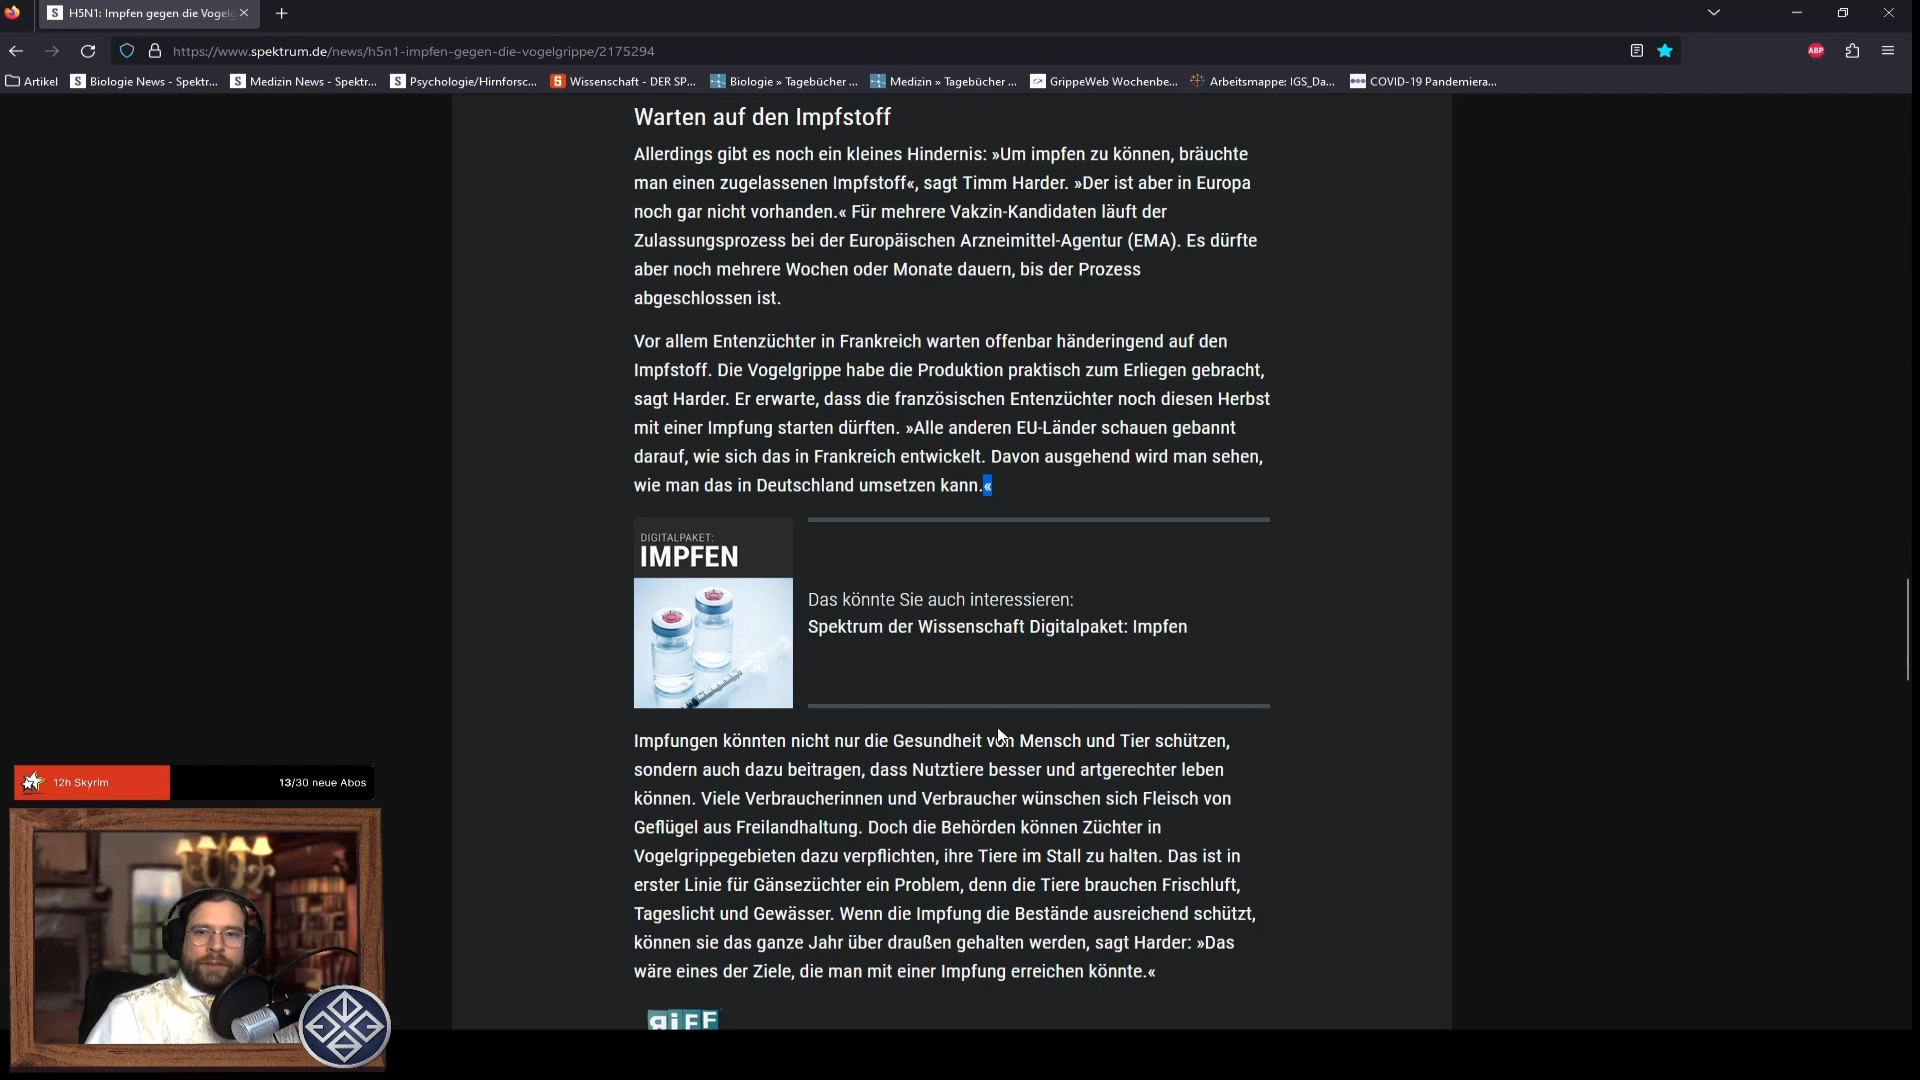 H5N1: Impfen gegen die Vogelg
https://www.spektrum.de/news/h5n1-impfen-gegen-die-vogelgrippe/2175294
ABP
Artikel
Biologie News - Spektr...
Medizin News - Spektr...
Psychologie/Hirnforsc...
Wissenschaft - DER SP...
Biologie » Tagebücher ...
Medizin » Tagebücher ...
GrippeWeb Wochenbe...
Arbeitsmappe: IGS_Da...
COVID-19 Pandemiera...
Warten auf den Impfstoff
Allerdings gibt es noch ein kleines Hindernis: »Um impfen zu können, bräuchte
man einen zugelassenen Impfstoff«, sagt Timm Harder. »Der ist aber in Europa
noch gar nicht vorhanden.« Für mehrere Vakzin-Kandidaten läuft der
Zulassungsprozess bei der Europäischen Arzneimittel-Agentur (EMA). Es dürfte
aber noch mehrere Wochen oder Monate dauern, bis der Prozess
abgeschlossen ist.
Vor allem Entenzüchter in Frankreich warten offenbar händeringend auf den
Impfstoff. Die Vogelgrippe habe die Produktion praktisch zum Erliegen gebracht,
sagt Harder. Er erwarte, dass die französischen Entenzüchter noch diesen Herbst
mit einer Impfung starten dürften. »Alle anderen EU-Länder schauen gebannt
darauf, wie sich das in Frankreich entwickelt. Davon ausgehend wird man sehen,
wie man das in Deutschland umsetzen kann.«
DIGITALPAKET:
IMPFEN
Das könnte Sie auch interessieren:
Spektrum der Wissenschaft Digitalpaket: Impfen
Impfungen könnten nicht nur die Gesundheit von Mensch und Tier schützen,
sondern auch dazu beitragen, dass Nutztiere besser und artgerechter leben
können. Viele Verbraucherinnen und Verbraucher wünschen sich Fleisch von
Geflügel aus Freilandhaltung. Doch die Behörden können Züchter in
Vogelgrippegebieten dazu verpflichten, ihre Tiere im Stall zu halten. Das ist in
erster Linie für Gänsezüchter ein Problem, denn die Tiere brauchen Frischluft,
Tageslicht und Gewässer. Wenn die Impfung die Bestände ausreichend schützt,
können sie das ganze Jahr über draußen gehalten werden, sagt Harder: »Das
wäre eines der Ziele, die man mit einer Impfung erreichen könnte.«
RiFF
12h Skyrim
13/30 neue Abos